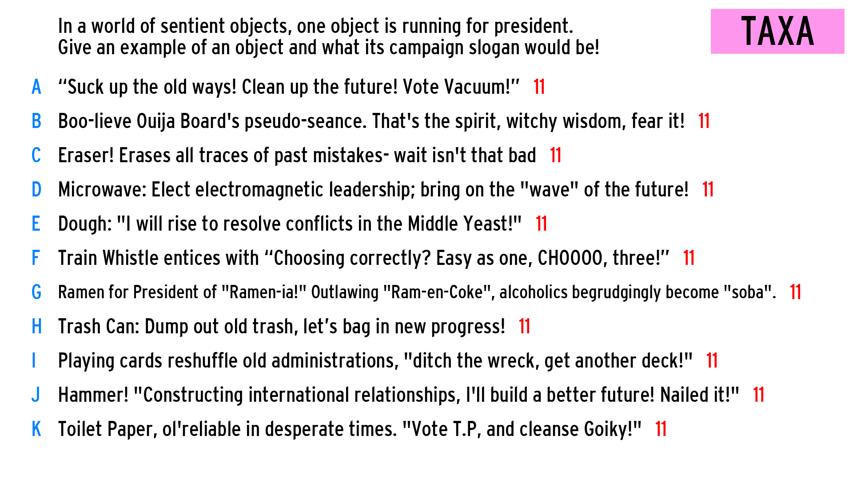 In a world of sentient objects, one object is running for president.
TAXA
Give an example of an object and what its campaign slogan would be!
A “Suck up the old ways! Clean up the future! Vote Vacuum!” 11
B Boo-lieve Ouija Board's pseudo-seance. That's the spirit, witchy wisdom, fear it! 11
C Eraser! Erases all traces of past mistakes- wait isn't that bad 11
D Microwave: Elect electromagnetic leadership; bring on the "wave" of the future! 11
E Dough: "I will rise to resolve conflicts in the Middle Yeast!" 11
F Train Whistle entices with “Choosing correctly? Easy as one, CHOOOO, three!” 11
G Ramen for President of "Ramen-ia!" Outlawing "Ram-en-Coke", alcoholics begrudgingly become "soba". 11
H Trash Can: Dump out old trash, let’s bag in new progress! 11
I Playing cards reshuffle old administrations, "ditch the wreck, get another deck!" 11
J Hammer! "Constructing international relationships, I'll build a better future! Nailed it!" 11
K Toilet Paper, ol'reliable in desperate times. "Vote T.P, and cleanse Goiky!" 11